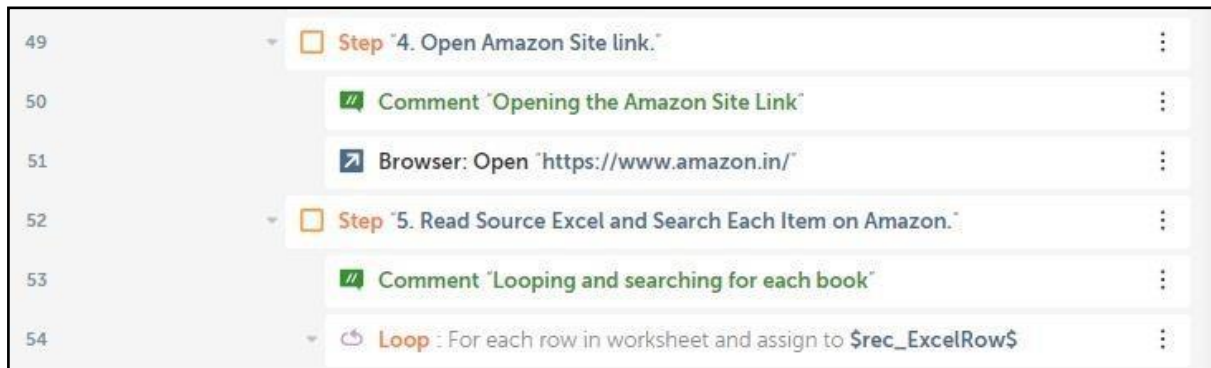 49 Step "4. Open Amazon Site link."
50 Comment "Opening the Amazon Site Link"
51 Browser: Open "https://www.amazon.in/"
52 Step "5. Read Source Excel and Search Each Item on Amazon."
53 Comment "Looping and searching for each book"
54 Loop : For each row in worksheet and assign to $rec_ExcelRow$